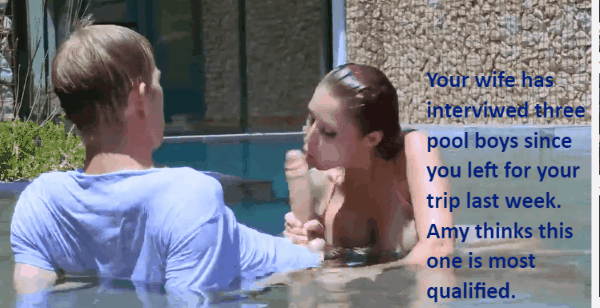 Your wife has
interviwed three
pool boys since
you left for your
trip last week.
Amy thinks this
one is most
qualified.